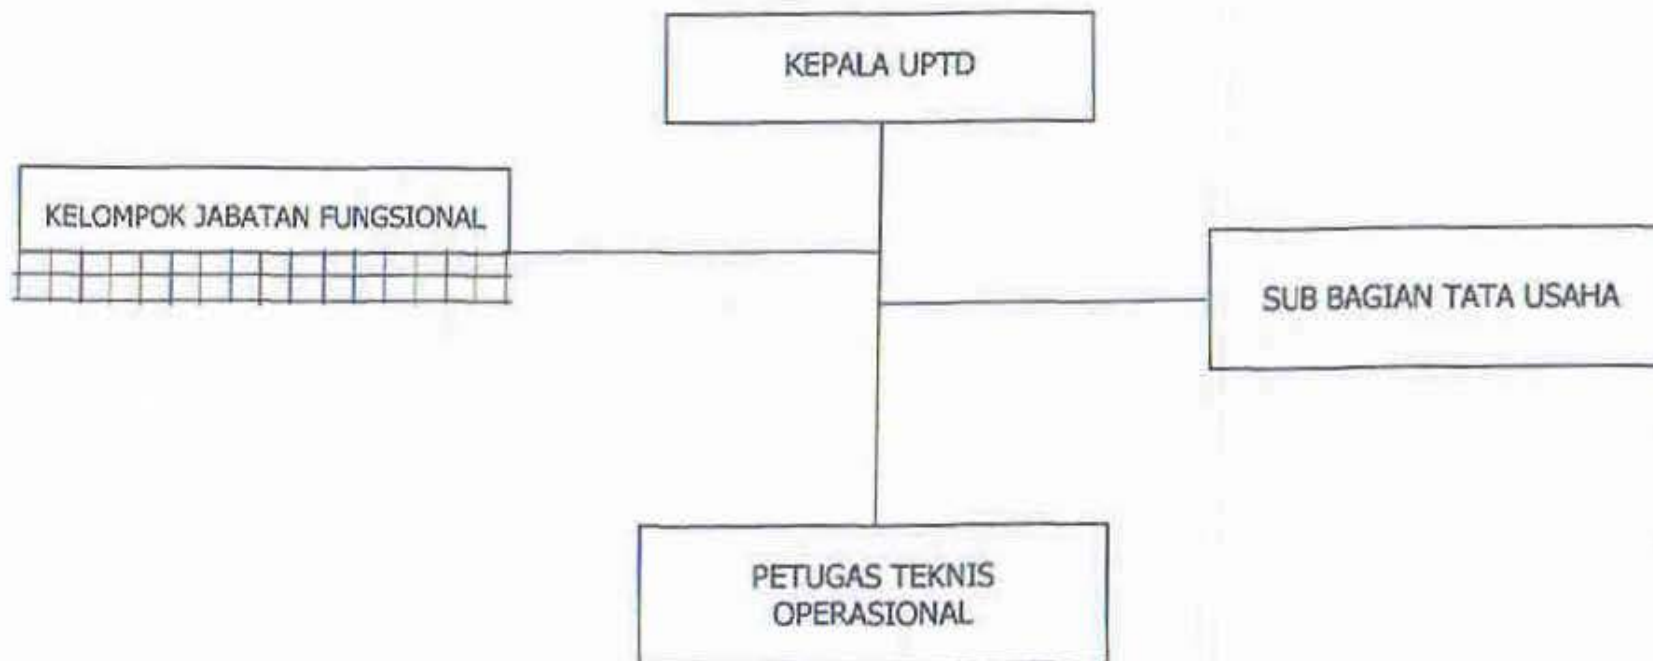 KEPALA UPTD
KELOMPOK JABATAN FUNGSIONAL
SUB BAGIAN TATA USAHA
PETUGAS TEKNIS
OPERASIONAL